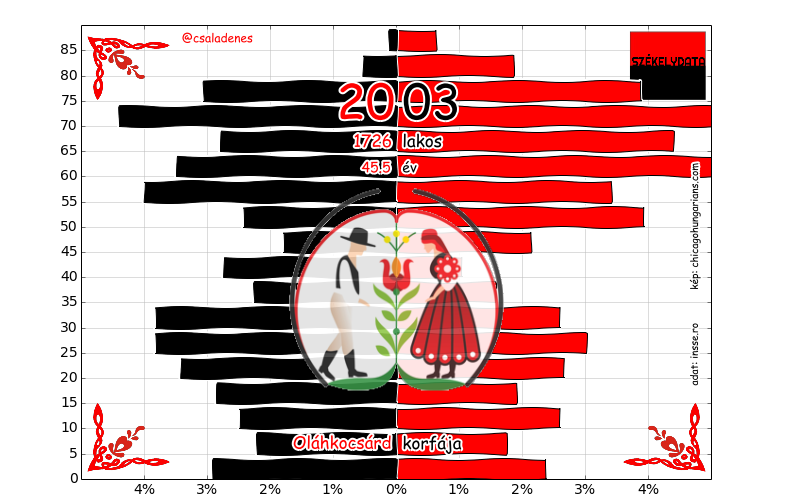 @csaladenes
SZÉKELYDATA
2003
1726 lakos
45.5 év
kép: chicagohungarians.com
adat: insse.ro
Oláhkocsárd korfája
85
80
75
70
65
60
55
50
45
40
35
30
25
20
15
10
5
0
4% 3% 2% 1% 0% 1% 2% 3% 4%